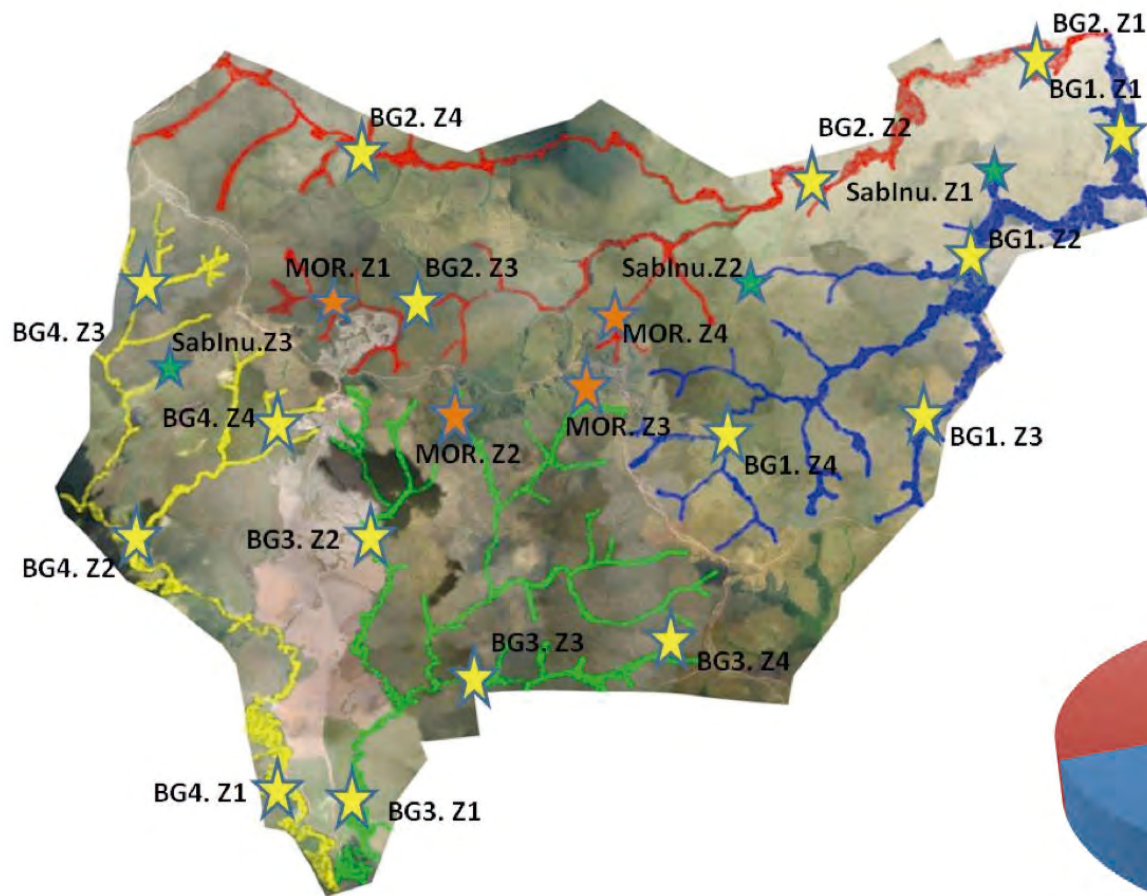 BG2. Z1
BG1. Z1
BG2. Z4
BG2. Z2
SabInu. Z1
BG1. Z2
MOR. Z1
BG2. Z3
SabInu.Z2
BG4. Z3
MOR. Z4
SabInu.Z3
BG4. Z4
MOR. Z2
MOR. Z3
BG1. Z3
BG1. Z4
BG3. Z2
BG4. Z2
BG3. Z3
BG3. Z4
BG4. Z1
BG3. Z1